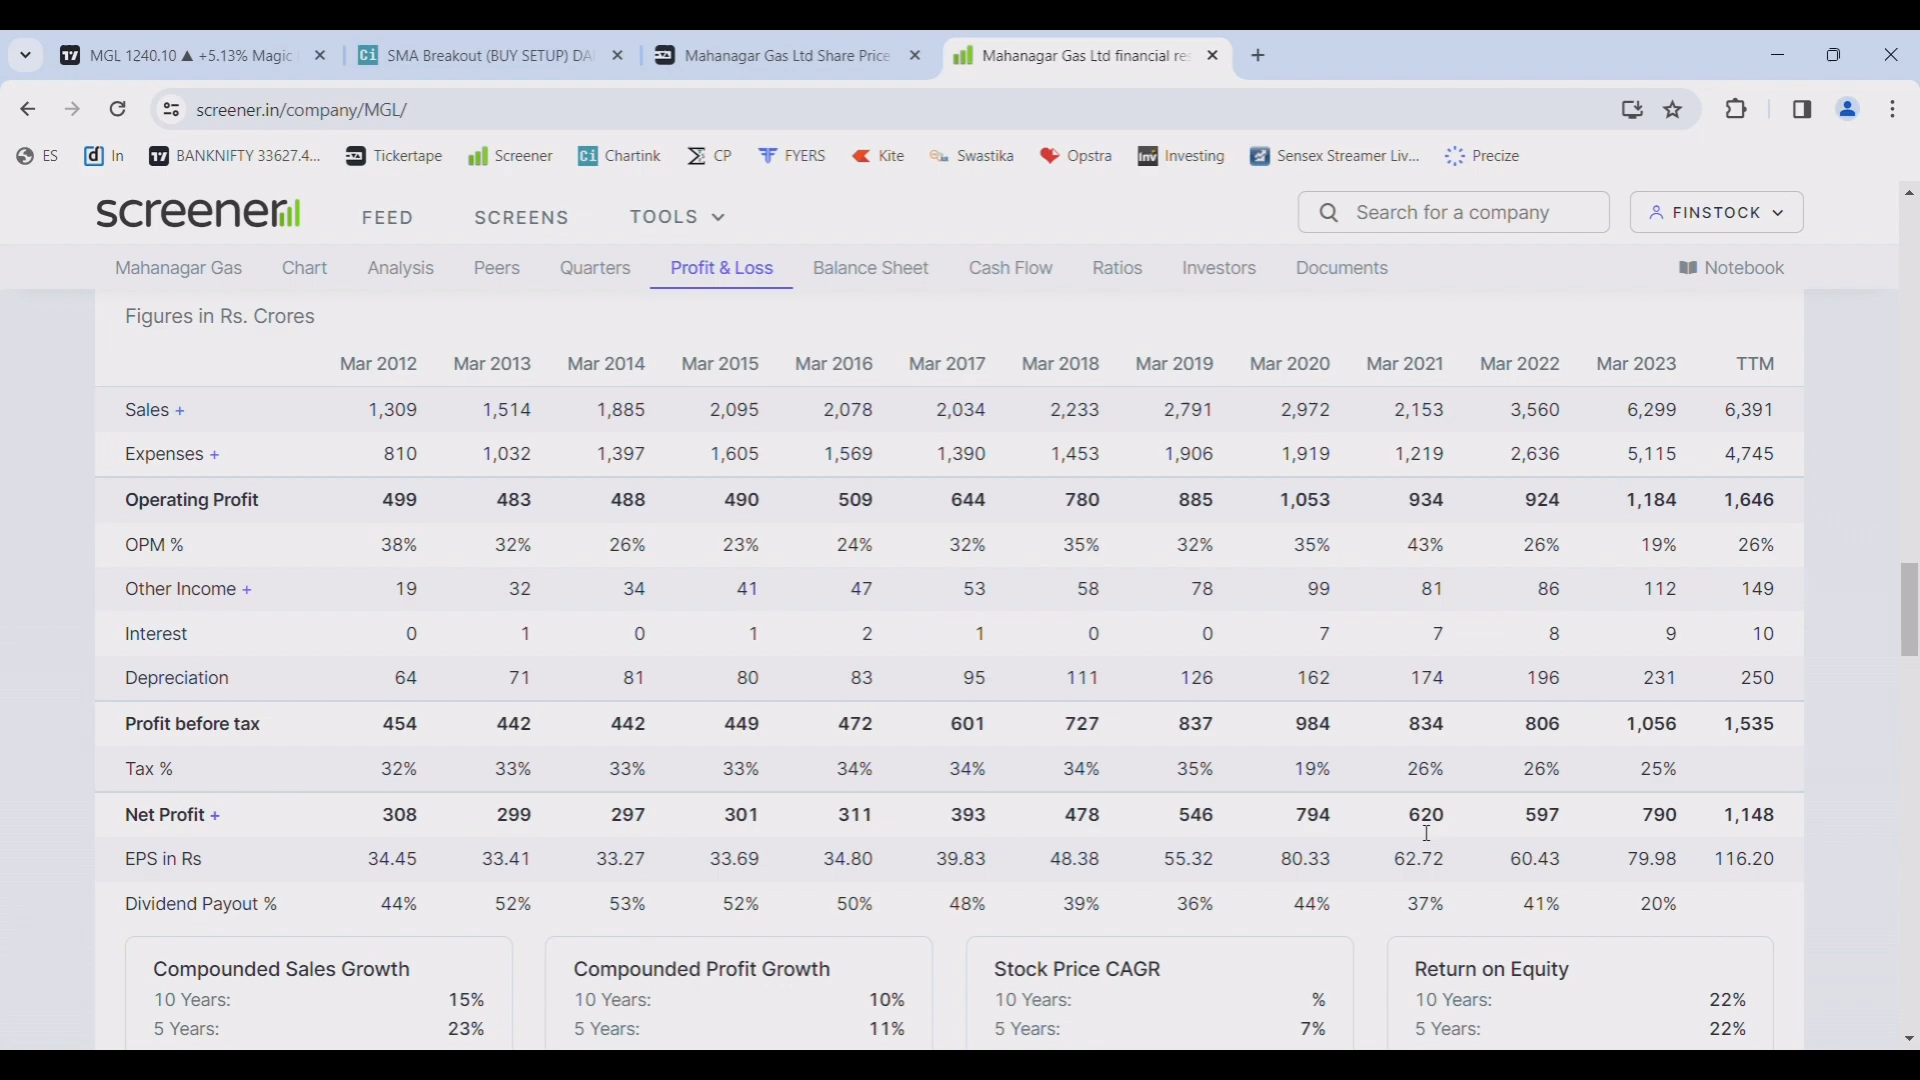 MGL 1240.10 ▲ +5.13% Magic
SMA Breakout (BUY SETUP) DA
Mahanagar Gas Ltd Share Price
Mahanagar Gas Ltd financial res
screener.in/company/MGL/
ES In BANKNIFTY 33627.4... Tickertape Screener Chartink CP FYERS Kite Swastika Opstra Investing Sensex Streamer Liv... Precize
screener FEED SCREENS TOOLS Search for a company FINSTOCK
Mahanagar Gas Chart Analysis Peers Quarters Profit & Loss Balance Sheet Cash Flow Ratios Investors Documents Notebook
Figures in Rs. Crores
Mar 2012 Mar 2013 Mar 2014 Mar 2015 Mar 2016 Mar 2017 Mar 2018 Mar 2019 Mar 2020 Mar 2021 Mar 2022 Mar 2023 TTM
Sales + 1,309 1,514 1,885 2,095 2,078 2,034 2,233 2,791 2,972 2,153 3,560 6,299 6,391
Expenses + 810 1,032 1,397 1,605 1,569 1,390 1,453 1,906 1,919 1,219 2,636 5,115 4,745
Operating Profit 499 483 488 490 509 644 780 885 1,053 934 924 1,184 1,646
OPM % 38% 32% 26% 23% 24% 32% 35% 32% 35% 43% 26% 19% 26%
Other Income + 19 32 34 41 47 53 58 78 99 81 86 112 149
Interest 0 1 0 1 2 1 0 0 7 7 8 9 10
Depreciation 64 71 81 80 83 95 111 126 162 174 196 231 250
Profit before tax 454 442 442 449 472 601 727 837 984 834 806 1,056 1,535
Tax % 32% 33% 33% 33% 34% 34% 34% 35% 19% 26% 26% 25%
Net Profit + 308 299 297 301 311 393 478 546 794 620 597 790 1,148
EPS in Rs 34.45 33.41 33.27 33.69 34.80 39.83 48.38 55.32 80.33 62.72 60.43 79.98 116.20
Dividend Payout % 44% 52% 53% 52% 50% 48% 39% 36% 44% 37% 41% 20%
Compounded Sales Growth
10 Years: 15%
5 Years: 23%
Compounded Profit Growth
10 Years: 10%
5 Years: 11%
Stock Price CAGR
10 Years: %
5 Years: 7%
Return on Equity
10 Years: 22%
5 Years: 22%